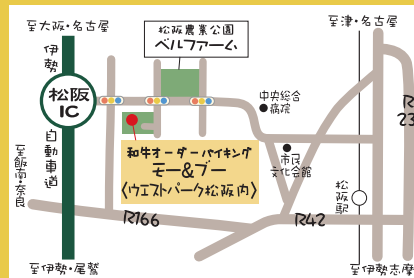 至大阪・名古屋
至津・名古屋
松阪農業公園
ベルファーム
伊勢
松阪
IC
自動車道
中央総合
病院
R
23
和牛オーダーバイキング
モー&ブー
(ウエストパーク松阪内)
市民
文化会館
至飯南・奈良
松阪駅
R166
R42
至伊勢・尾鷲
至伊勢志摩